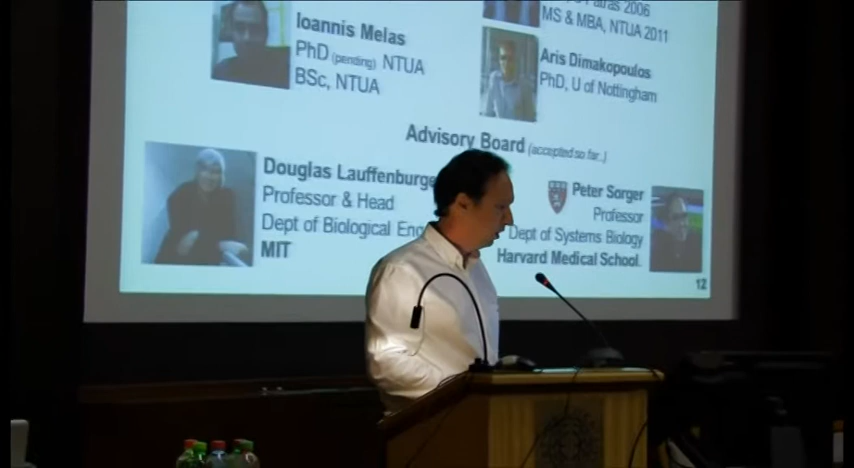 Ioannis Melas
PhD (pending) NTUA
BSc, NTUA
Patras 2006
MS & MBA, NTUA 2011
Aris Dimakopoulos
PhD, U of Nottingham
Advisory Board (accepted so far..)
Douglas Lauffenburger
Professor & Head
Dept of Biological
MIT
Peter Sorger
Professor
Dept of Systems Biology
Harvard Medical School
12